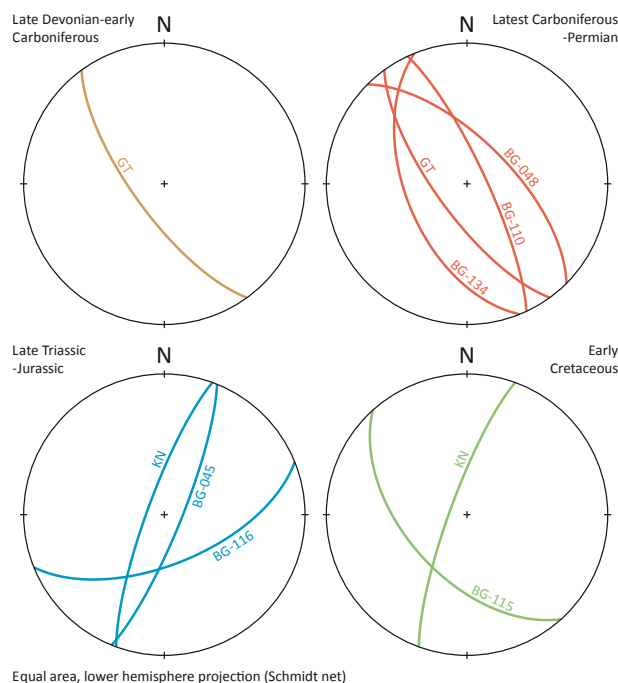 Late Devonian-early
Carboniferous
N
GT
Latest Carboniferous
-Permian
N
GT
BG-048
BG-110
BG-134
Late Triassic
-Jurassic
N
KN
BG-045
BG-116
Early
Cretaceous
N
KN
BG-115
Equal area, lower hemisphere projection (Schmidt net)